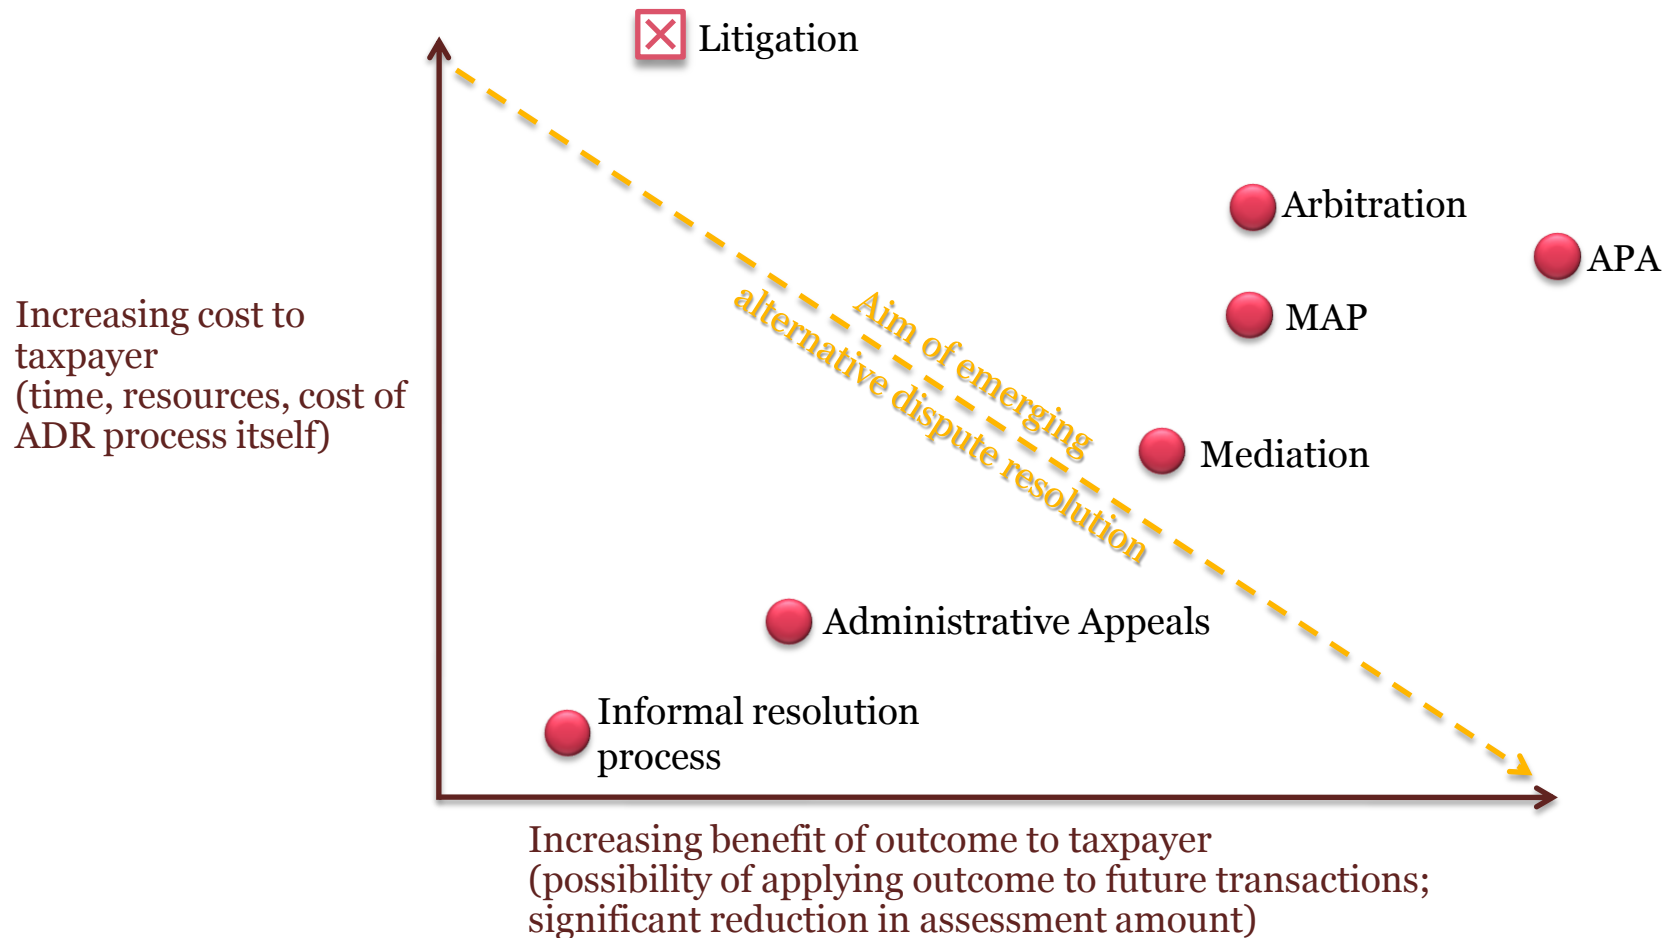 Litigation
Arbitration
APA
MAP
Increasing cost to
taxpayer
(time, resources, cost of
ADR process itself)
Aim of emerging
alternative dispute resolution
Mediation
Administrative Appeals
Informal resolution
process
Increasing benefit of outcome to taxpayer
(possibility of applying outcome to future transactions;
significant reduction in assessment amount)